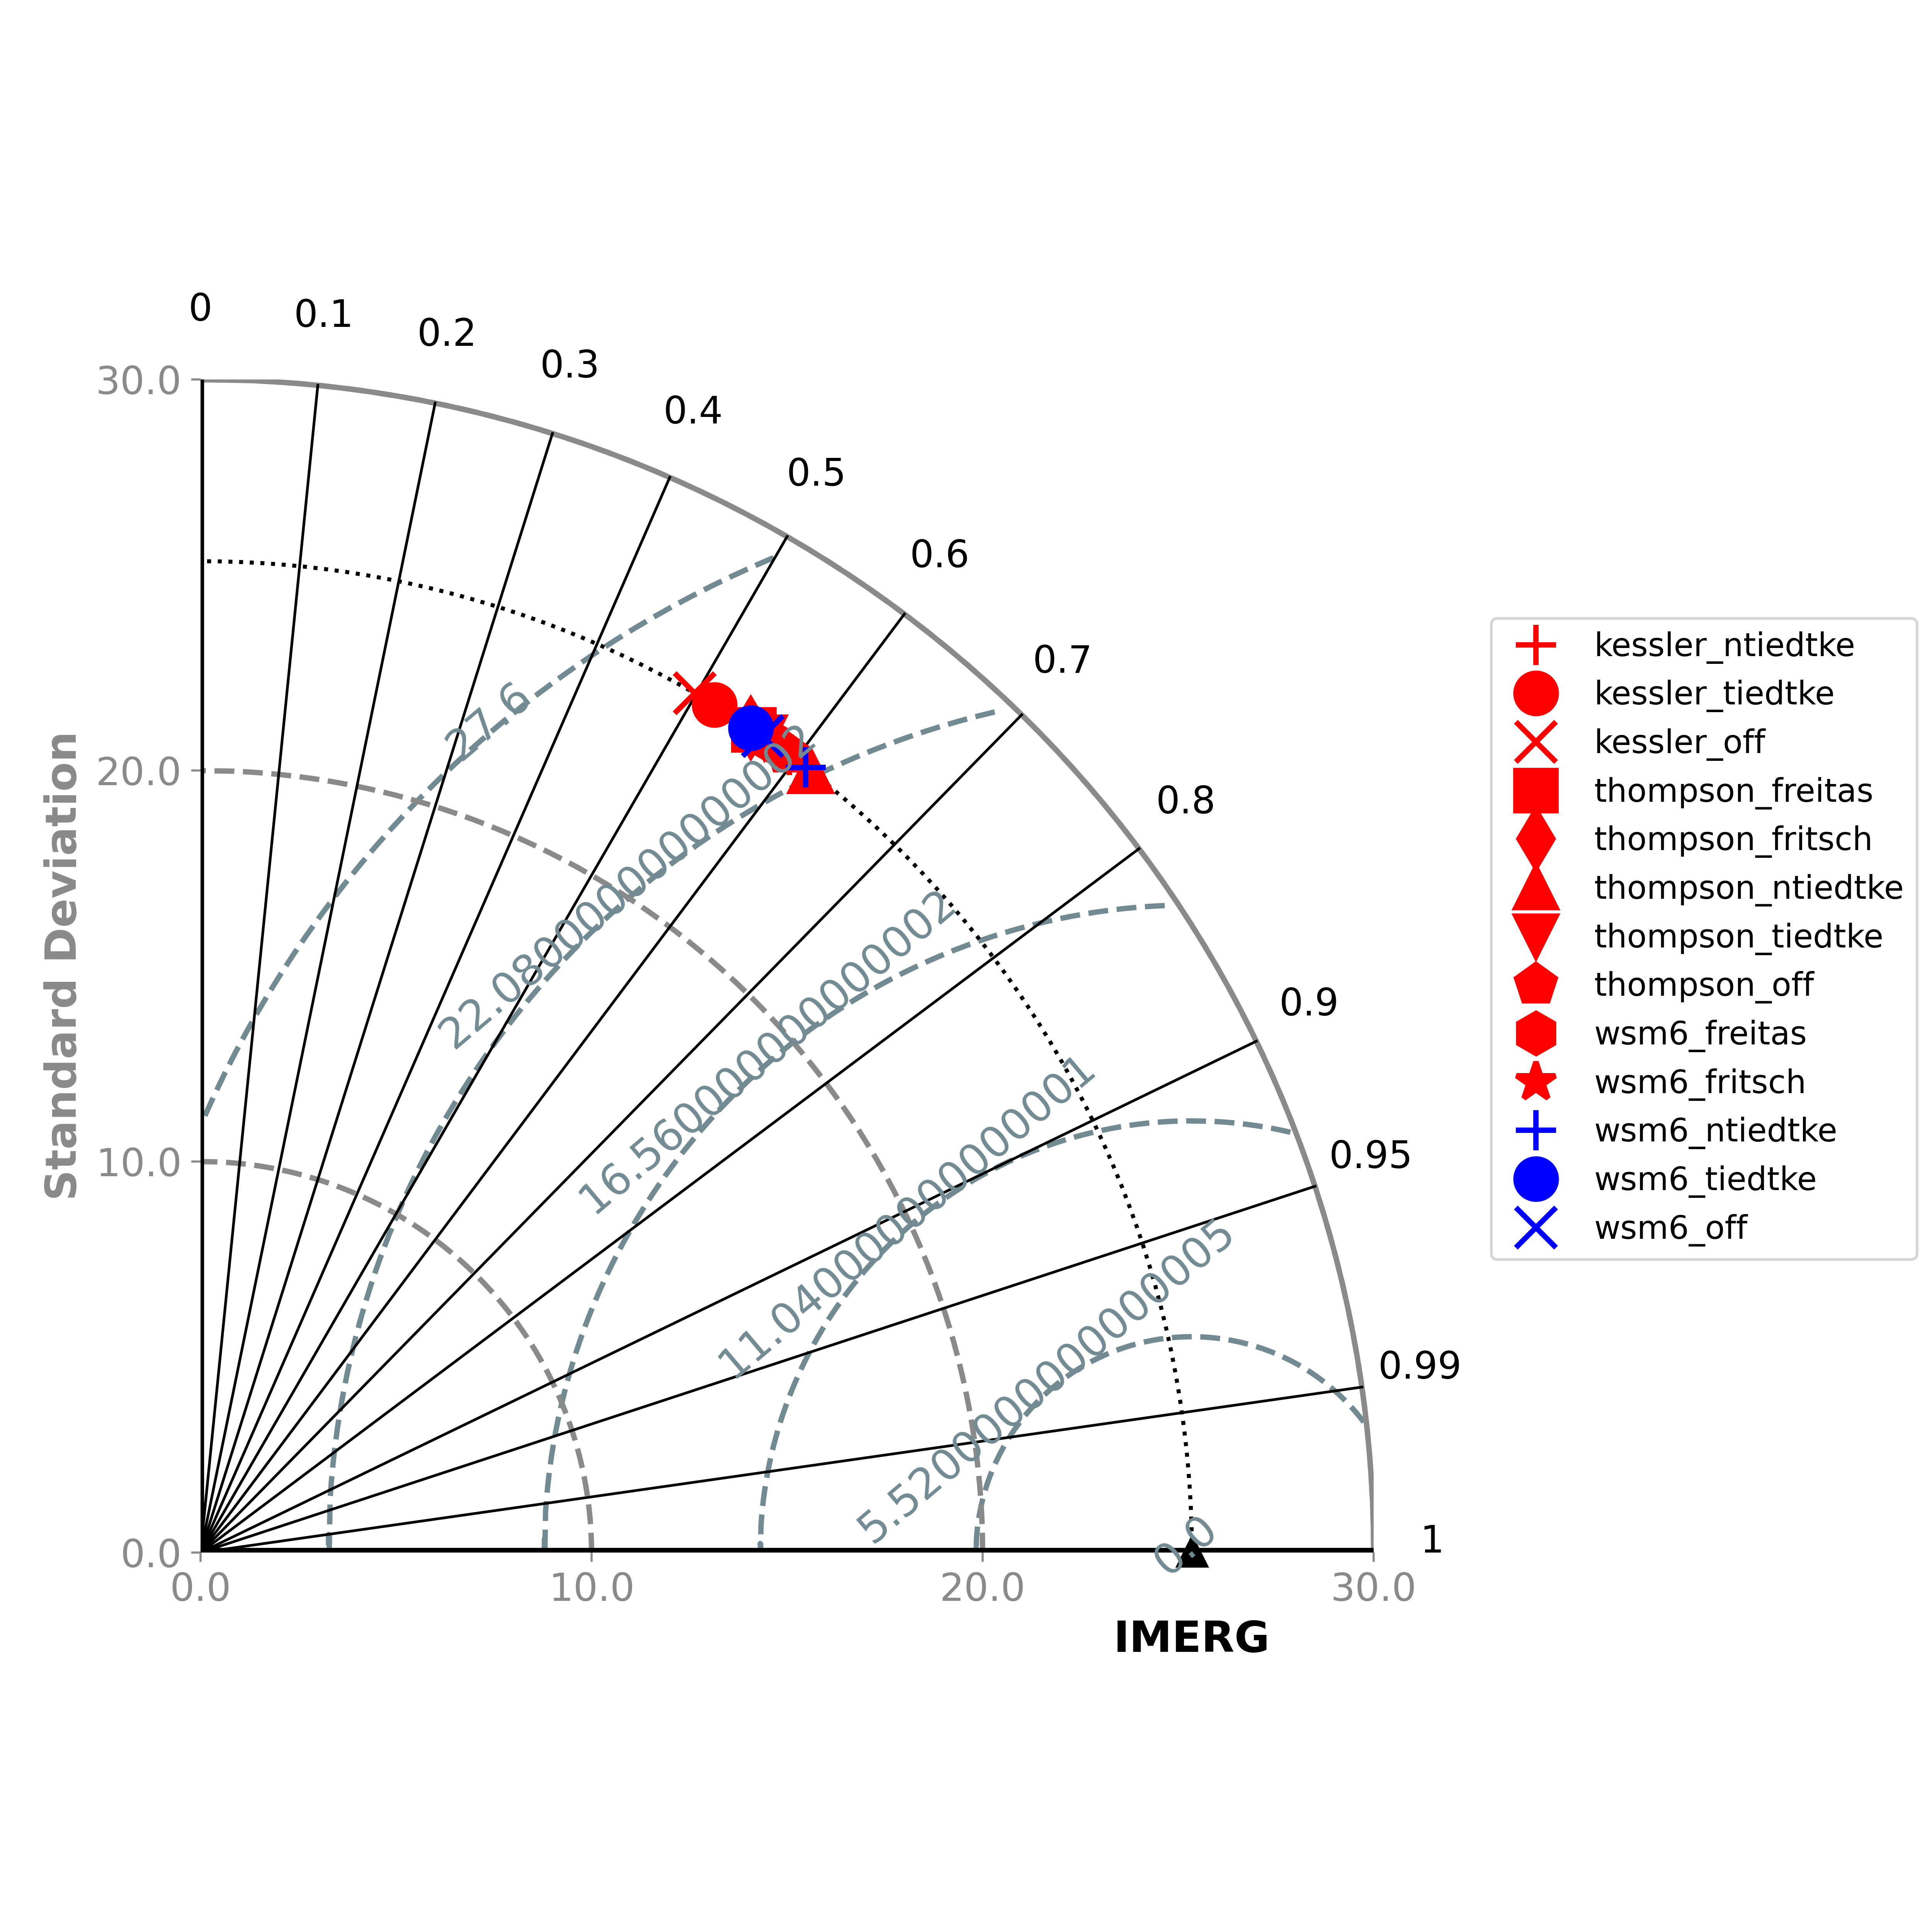 0
0.1
0.2
0.3
0.4
0.5
0.6
0.7
0.8
0.9
0.95
0.99
1
30.0
20.0
10.0
0.0
Standard Deviation
27.6
22.080000000000002
16.560000000000002
11.040000000000001
5.5200000000000005
0.0
0.0
10.0
20.0
30.0
IMERG
kessler_ntiedtke
kessler_tiedtke
kessler_off
thompson_freitas
thompson_fritsch
thompson_ntiedtke
thompson_tiedtke
thompson_off
wsm6_freitas
wsm6_fritsch
wsm6_ntiedtke
wsm6_tiedtke
wsm6_off